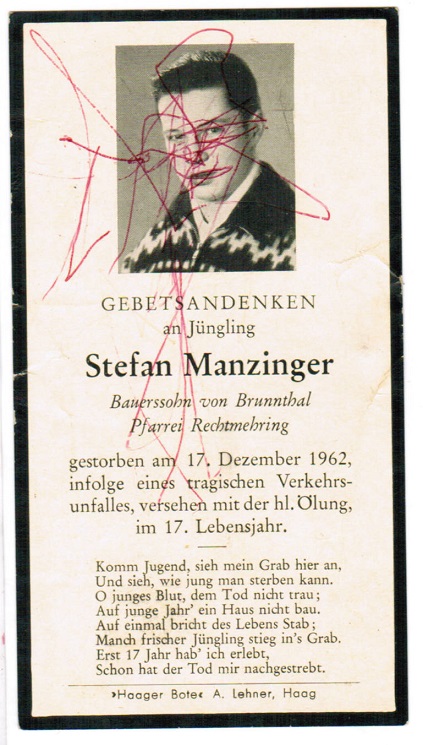 GEBETSANDENKEN
an Jüngling
Stefan Manzinger
Bauerssohn von Brunnthal
Pfarrei Rechtmehring
gestorben am 17. Dezember 1962,
infolge eines tragischen Verkehrs-
unfalles, versehen mit der hl. Ölung,
im 17. Lebensjahr.
Komm Jugend, sieh mein Grab hier an,
Und sieh, wie jung man sterben kann.
O junges Blut, dem Tod nicht trau;
Auf junge Jahr' ein Haus nicht bau.
Auf einmal bricht des Lebens Stab;
Manch frischer Jüngling stieg in's Grab.
Erst 17 Jahr hab' ich erlebt,
Schon hat der Tod mir nachgestrebt.
›Haager Bote‹ A. Lehner, Haag